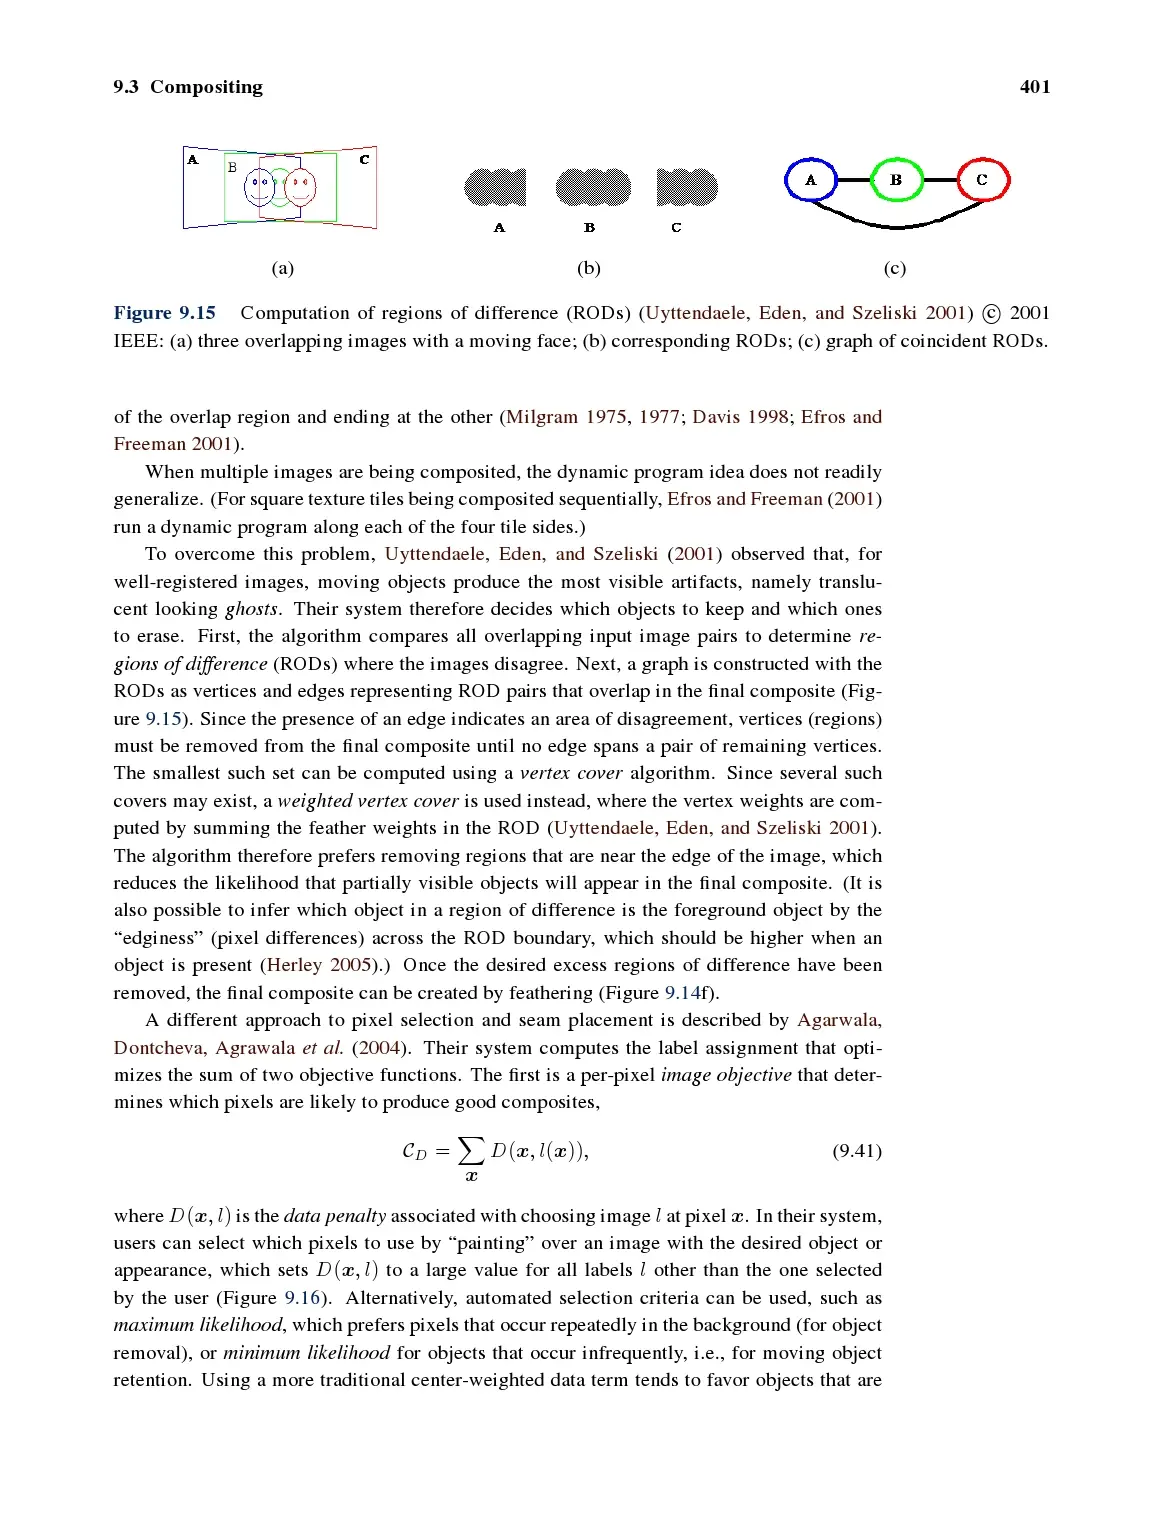 9.3 Compositing 401
A B C
A B C
A B C
(a) (b) (c)
Figure 9.15 Computation of regions of difference (RODs) (Uyttendaele, Eden, and Szeliski 2001) © 2001
IEEE: (a) three overlapping images with a moving face; (b) corresponding RODs; (c) graph of coincident RODs.
of the overlap region and ending at the other (Milgram 1975, 1977; Davis 1998; Efros and
Freeman 2001).
When multiple images are being composited, the dynamic program idea does not readily
generalize. (For square texture tiles being composited sequentially, Efros and Freeman (2001)
run a dynamic program along each of the four tile sides.)
To overcome this problem, Uyttendaele, Eden, and Szeliski (2001) observed that, for
well-registered images, moving objects produce the most visible artifacts, namely translu-
cent looking ghosts. Their system therefore decides which objects to keep and which ones
to erase. First, the algorithm compares all overlapping input image pairs to determine re-
gions of difference (RODs) where the images disagree. Next, a graph is constructed with the
RODs as vertices and edges representing ROD pairs that overlap in the final composite (Fig-
ure 9.15). Since the presence of an edge indicates an area of disagreement, vertices (regions)
must be removed from the final composite until no edge spans a pair of remaining vertices.
The smallest such set can be computed using a vertex cover algorithm. Since several such
covers may exist, a weighted vertex cover is used instead, where the vertex weights are com-
puted by summing the feather weights in the ROD (Uyttendaele, Eden, and Szeliski 2001).
The algorithm therefore prefers removing regions that are near the edge of the image, which
reduces the likelihood that partially visible objects will appear in the final composite. (It is
also possible to infer which object in a region of difference is the foreground object by the
“edginess” (pixel differences) across the ROD boundary, which should be higher when an
object is present (Herley 2005).) Once the desired excess regions of difference have been
removed, the final composite can be created by feathering (Figure 9.14f).
A different approach to pixel selection and seam placement is described by Agarwala,
Dontcheva, Agrawala et al. (2004). Their system computes the label assignment that opti-
mizes the sum of two objective functions. The first is a per-pixel image objective that deter-
mines which pixels are likely to produce good composites,
C_D = ∑_x D(x, l(x)), (9.41)
where D(x, l) is the data penalty associated with choosing image l at pixel x. In their system,
users can select which pixels to use by “painting” over an image with the desired object or
appearance, which sets D(x, l) to a large value for all labels l other than the one selected
by the user (Figure 9.16). Alternatively, automated selection criteria can be used, such as
maximum likelihood, which prefers pixels that occur repeatedly in the background (for object
removal), or minimum likelihood for objects that occur infrequently, i.e., for moving object
retention. Using a more traditional center-weighted data term tends to favor objects that are